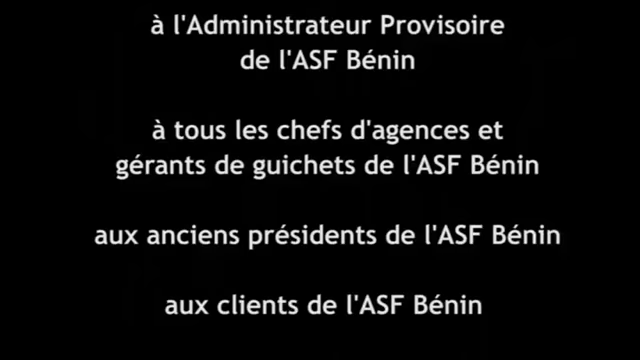 à l'Administrateur Provisoire
de l'ASF Bénin
à tous les chefs d'agences et
gérants de guichets de l'ASF Bénin
aux anciens présidents de l'ASF Bénin
aux clients de l'ASF Bénin